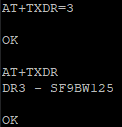 AT+TXDR=3
OK
AT+TXDR
DR3 - SF9BW125
OK